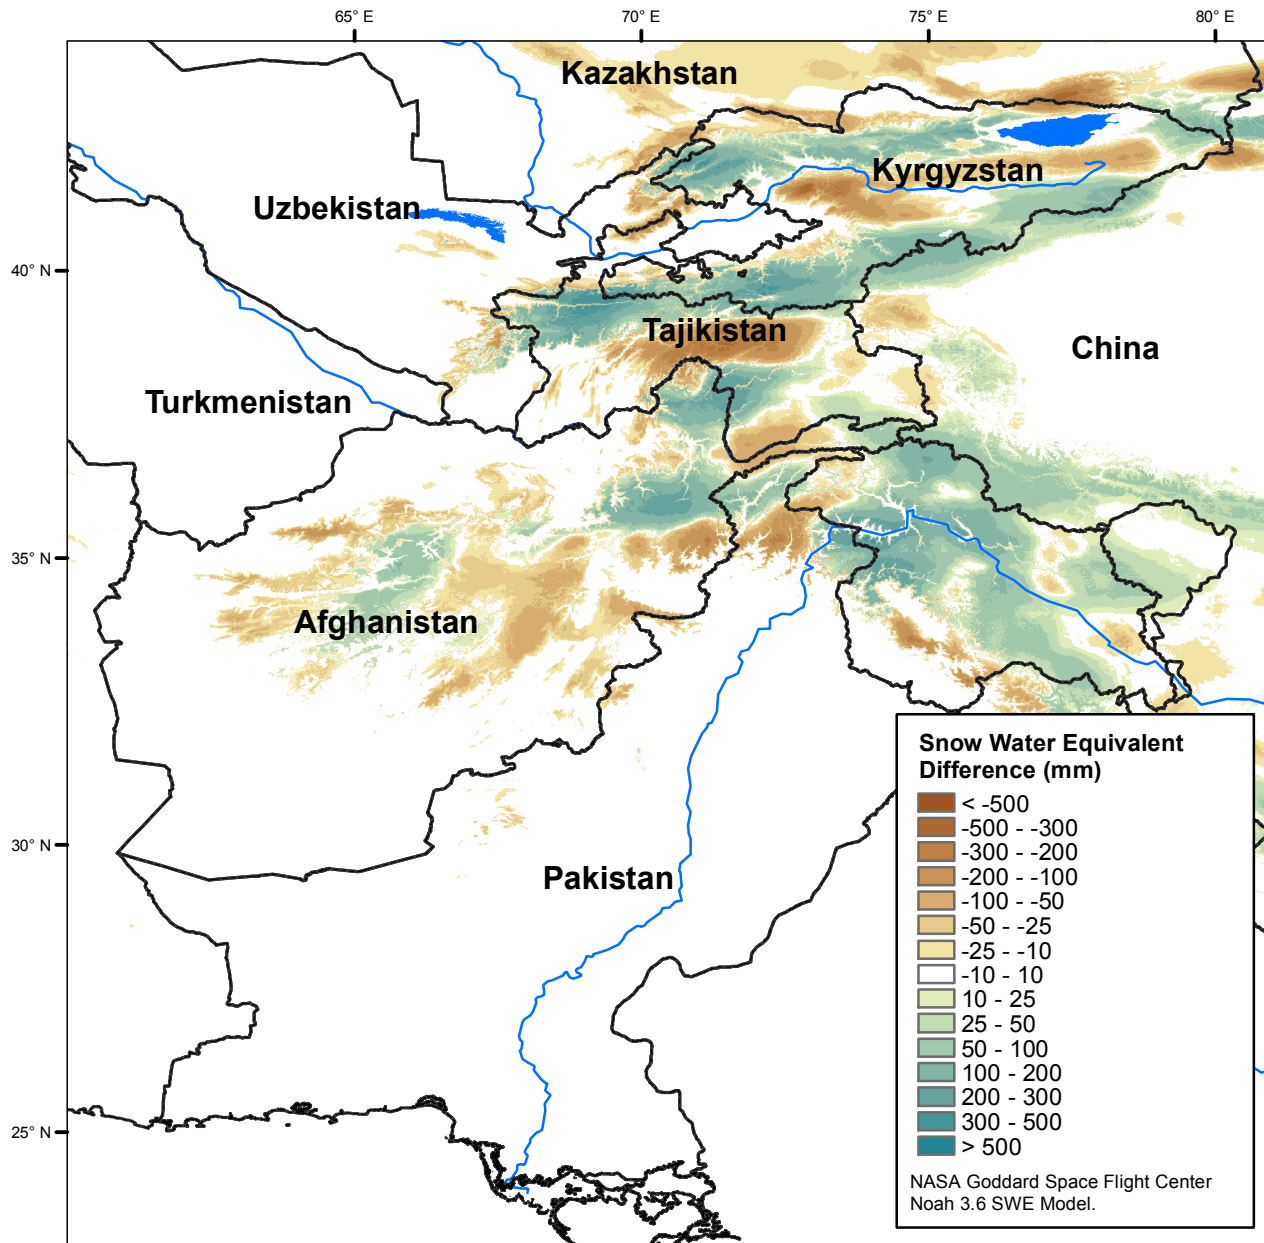 65° E
70° E
75° E
80° E
Kazakhstan
Kyrgyzstan
Uzbekistan
40° N
Tajikistan
China
Turkmenistan
35° N
Afghanistan
30° N
Pakistan
25° N
Snow Water Equivalent
Difference (mm)
< -500
-500 - -300
-300 - -200
-200 - -100
-100 - -50
-50 - -25
-25 - -10
-10 - 10
10 - 25
25 - 50
50 - 100
100 - 200
200 - 300
300 - 500
> 500
NASA Goddard Space Flight Center
Noah 3.6 SWE Model.